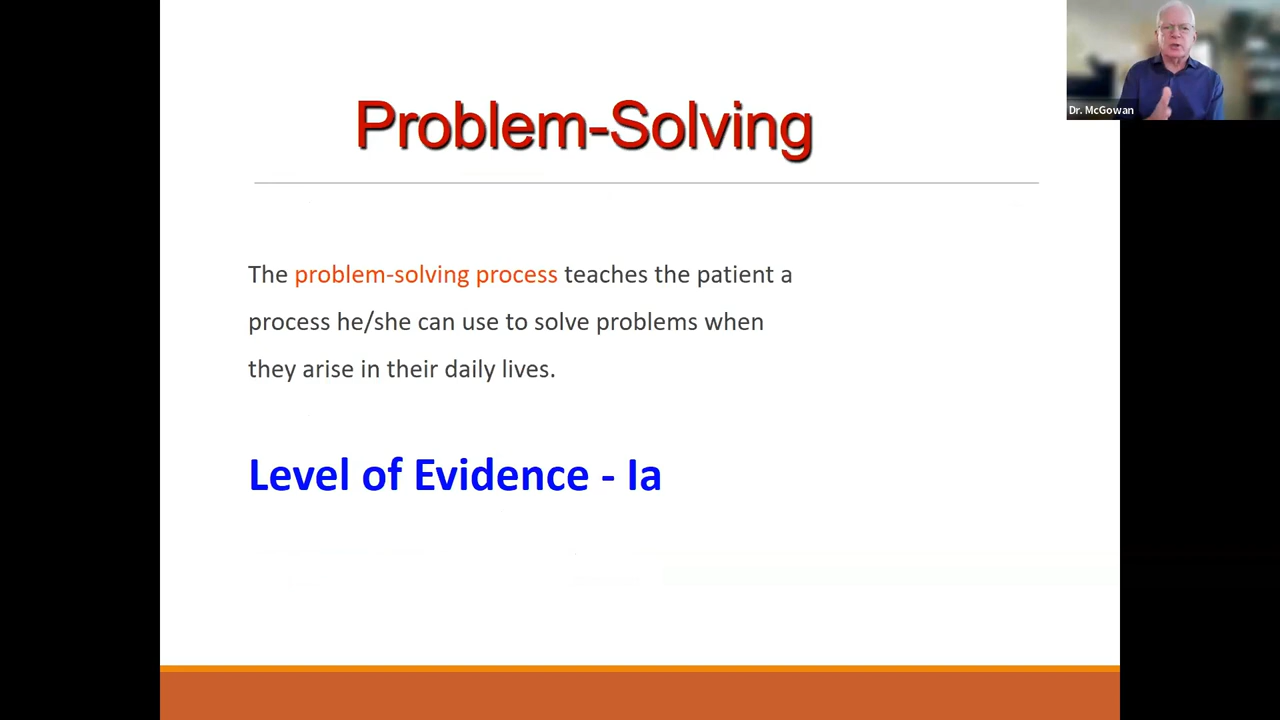 Problem-Solving
Dr. McGowan
The problem-solving process teaches the patient a
process he/she can use to solve problems when
they arise in their daily lives.
Level of Evidence - Ia